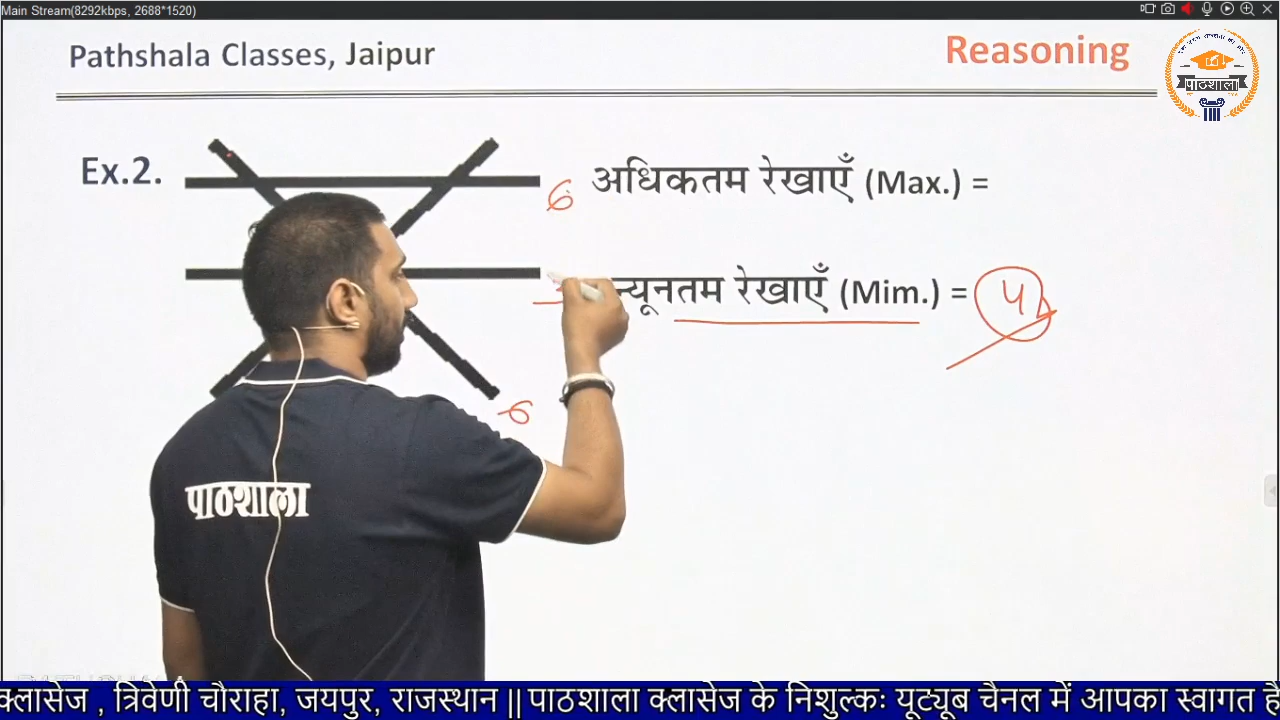 Main Stream(8292kbps, 2688*1520)
Pathshala Classes, Jaipur
Reasoning
पाठशाला
Ex.2.
अधिकतम रेखाएँ (Max.) =
6
न्यूनतम रेखाएँ (Mim.) = 4
6
पाठशाला
क्लासेज , त्रिवेणी चौराहा, जयपुर, राजस्थान || पाठशाला क्लासेज के निशुल्कः यूट्यूब चैनल में आपका स्वागत है